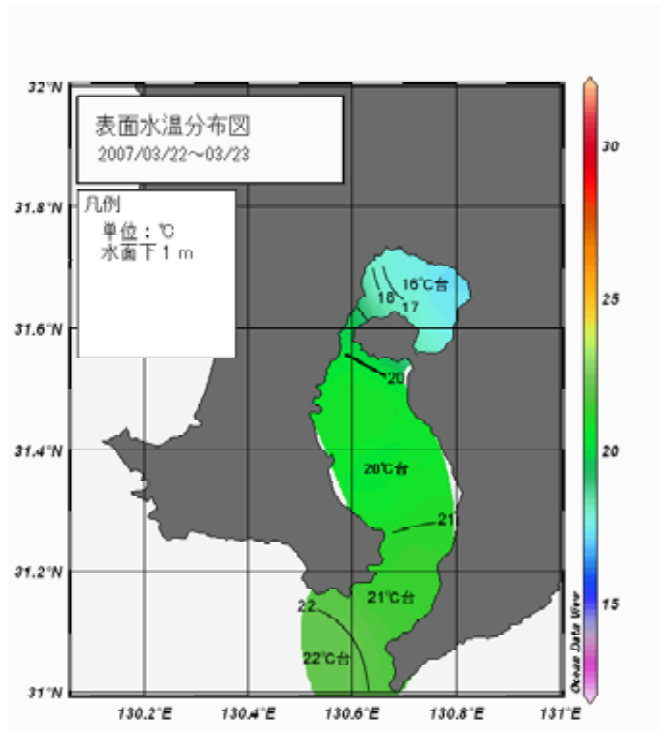 32°N
表面水温分布図
2007/03/22～03/23
30
31.8°N
凡例
単位：℃
水面下１ｍ
16℃台
18
17
25
31.6°N
20
20
31.4°N
20℃台
21
31.2°N
21℃台
22
15
22℃台
Ocean Data View
31°N
130.2°E
130.4°E
130.6°E
130.8°E
131°E